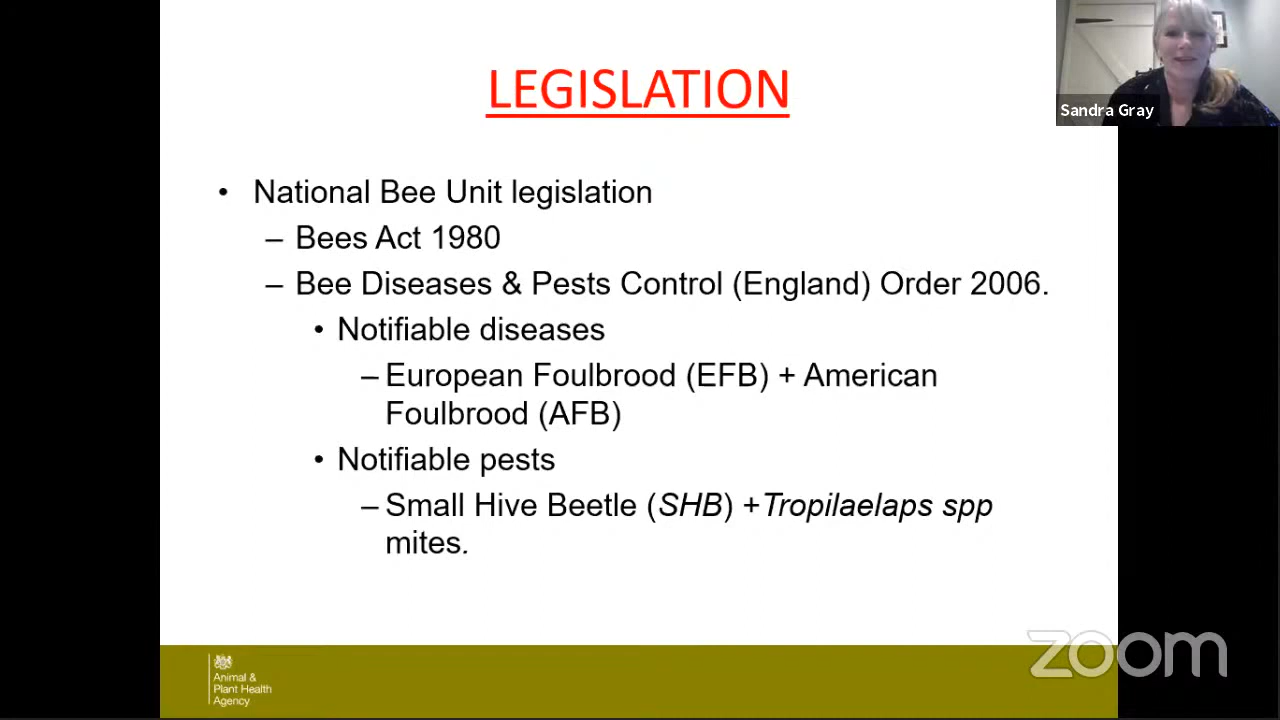 LEGISLATION
Sandra Gray
• National Bee Unit legislation
– Bees Act 1980
– Bee Diseases & Pests Control (England) Order 2006.
• Notifiable diseases
– European Foulbrood (EFB) + American
Foulbrood (AFB)
• Notifiable pests
– Small Hive Beetle (SHB) +Tropilaelaps spp
mites.
Animal &
Plant Health
Agency
zoom